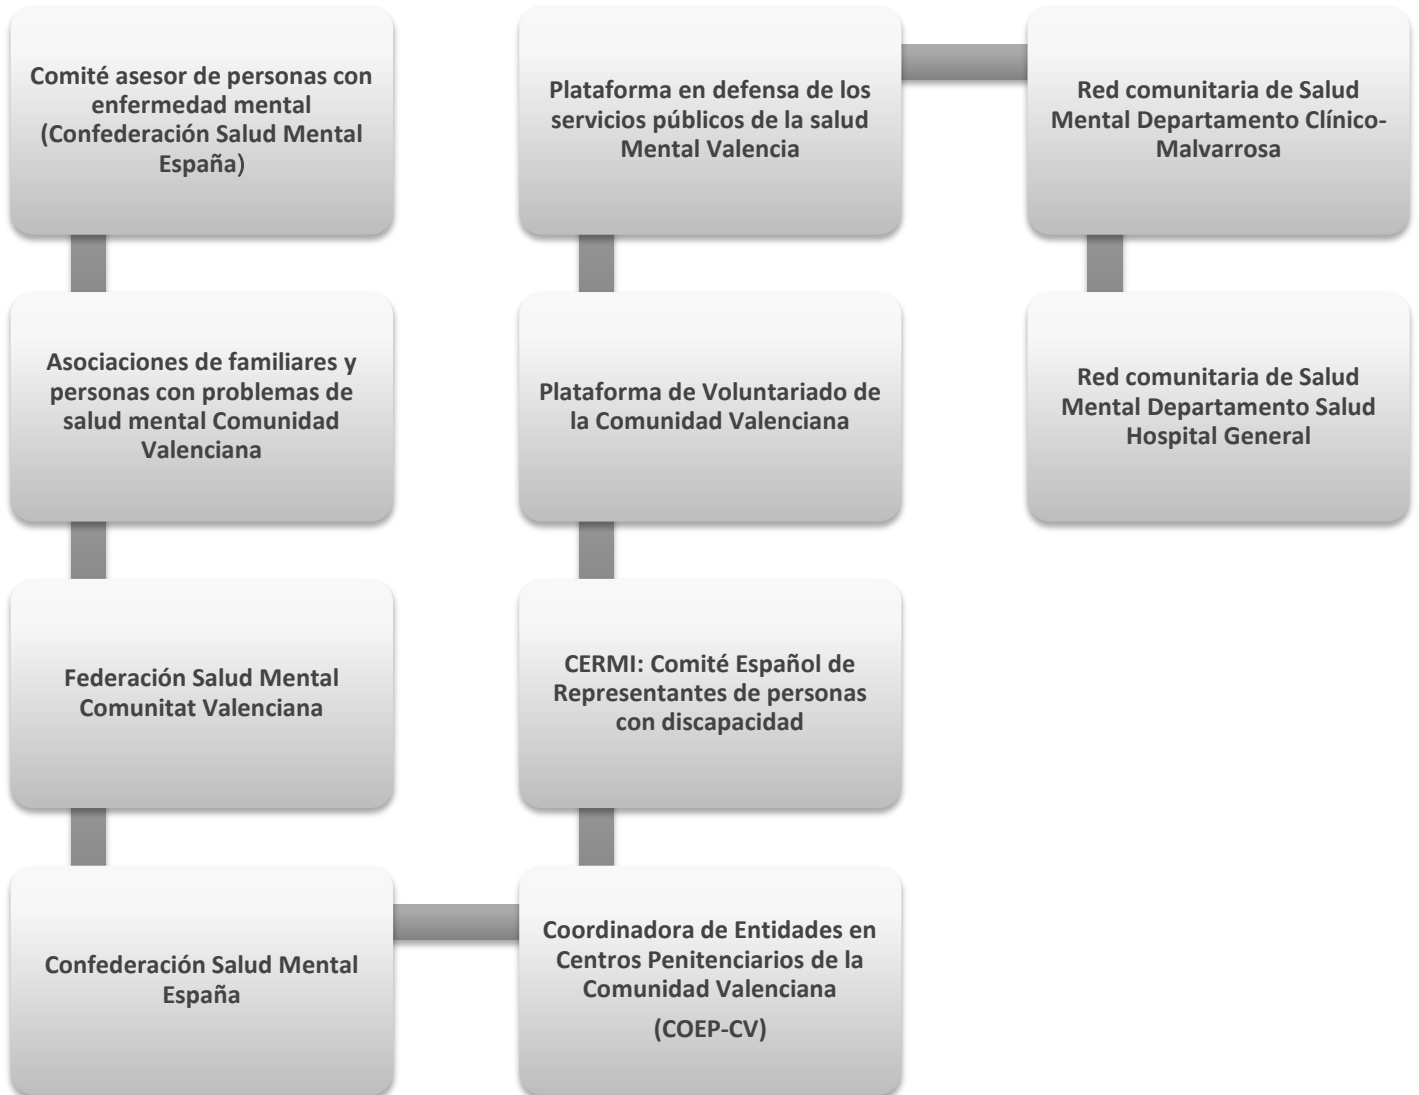 Comité asesor de personas con
enfermedad mental
(Confederación Salud Mental
España)
Asociaciones de familiares y
personas con problemas de
salud mental Comunidad
Valenciana
Federación Salud Mental
Comunitat Valenciana
Confederación Salud Mental
España
Coordinadora de Entidades en
Centros Penitenciarios de la
Comunidad Valenciana
(COEP-CV)
CERMI: Comité Español de
Representantes de personas
con discapacidad
Plataforma de Voluntariado de
la Comunidad Valenciana
Plataforma en defensa de los
servicios públicos de la salud
Mental Valencia
Red comunitaria de Salud
Mental Departamento Clínico-
Malvarrosa
Red comunitaria de Salud
Mental Departamento Salud
Hospital General